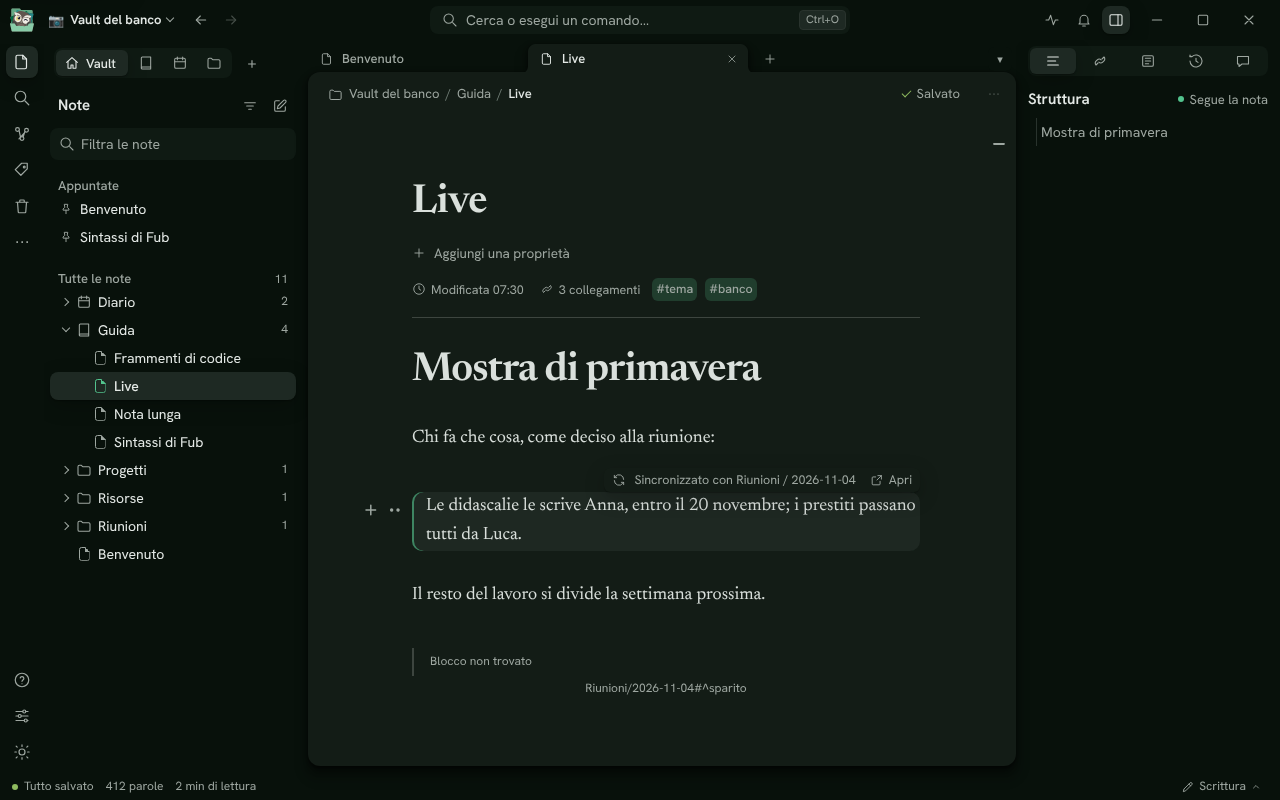 Vault del banco
Cerca o esegui un comando...
Ctrl+O
Vault
Benvenuto
Live
Note
Filtra le note
Appuntate
Benvenuto
Sintassi di Fub
Tutte le note 11
Diario 2
Guida 4
Frammenti di codice
Live
Nota lunga
Sintassi di Fub
Progetti 1
Risorse 1
Riunioni 1
Benvenuto
Vault del banco / Guida / Live
Salvato
Live
Aggiungi una proprietà
Modificata 07:30 3 collegamenti #tema #banco
Mostra di primavera
Chi fa che cosa, come deciso alla riunione:
Sincronizzato con Riunioni / 2026-11-04 Apri
Le didascalie le scrive Anna, entro il 20 novembre; i prestiti passano
tutti da Luca.
Il resto del lavoro si divide la settimana prossima.
Blocco non trovato
Riunioni/2026-11-04#^sparito
Struttura
Segue la nota
Mostra di primavera
Tutto salvato 412 parole 2 min di lettura
Scrittura